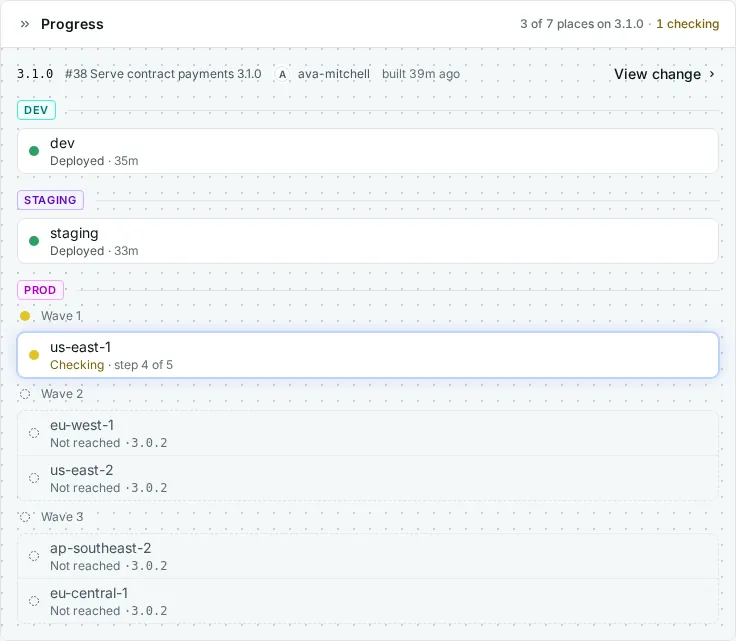 Progress
3 of 7 places on 3.1.0 · 1 checking
3.1.0 #38 Serve contract payments 3.1.0 A ava-mitchell built 39m ago View change
DEV
dev
Deployed · 35m
STAGING
staging
Deployed · 33m
PROD
Wave 1
us-east-1
Checking · step 4 of 5
Wave 2
eu-west-1
Not reached · 3.0.2
us-east-2
Not reached · 3.0.2
Wave 3
ap-southeast-2
Not reached · 3.0.2
eu-central-1
Not reached · 3.0.2